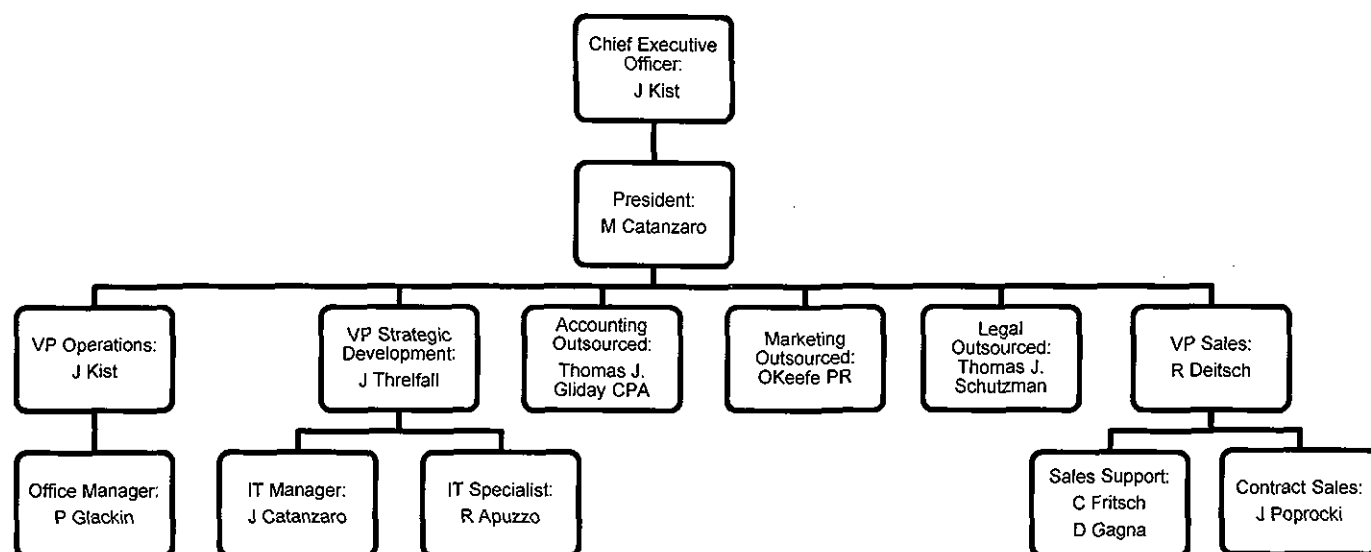 Chief Executive
Officer:
J Kist
President:
M Catanzaro
VP Operations:
J Kist
VP Strategic
Development:
J Threlfall
Accounting
Outsourced:
Thomas J.
Gliday CPA
Marketing
Outsourced:
OKeefe PR
Legal
Outsourced:
Thomas J.
Schutzman
VP Sales:
R Deitsch
Office Manager:
P Glackin
IT Manager:
J Catanzaro
IT Specialist:
R Apuzzo
Sales Support:
C Fritsch
D Gagna
Contract Sales:
J Poprocki